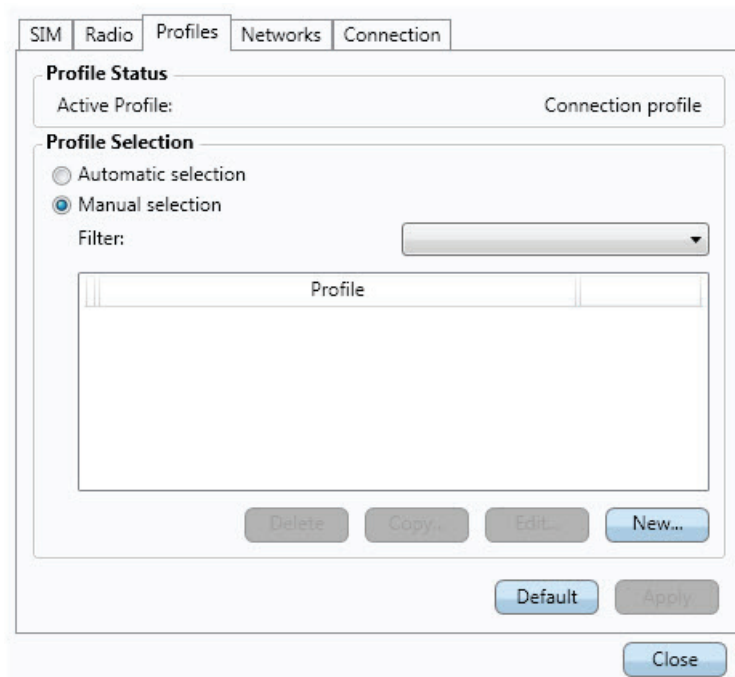 SIM Radio Profiles Networks Connection
Profile Status
Active Profile: Connection profile
Profile Selection
Automatic selection
Manual selection
Filter:
Profile
Delete Copy... Edit... New...
Default Apply
Close